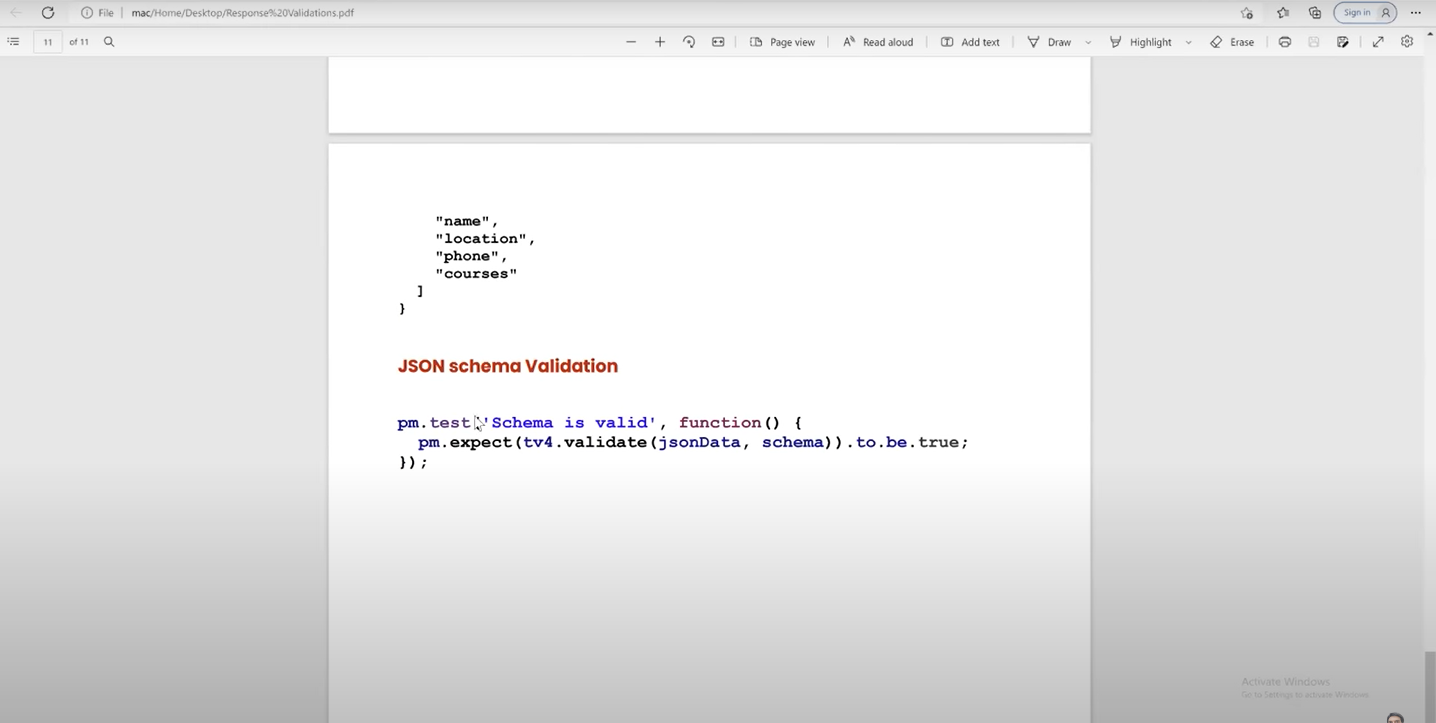 File mac/Home/Desktop/Response%20Validations.pdf Sign in
11 of 11 Page view Read aloud Add text Draw Highlight Erase
"name",
"location",
"phone",
"courses"
]
}
JSON schema Validation
pm.test 'Schema is valid', function() {
pm.expect(tv4.validate(jsonData, schema)).to.be.true;
});
Activate Windows
Go to Settings to activate Windows.